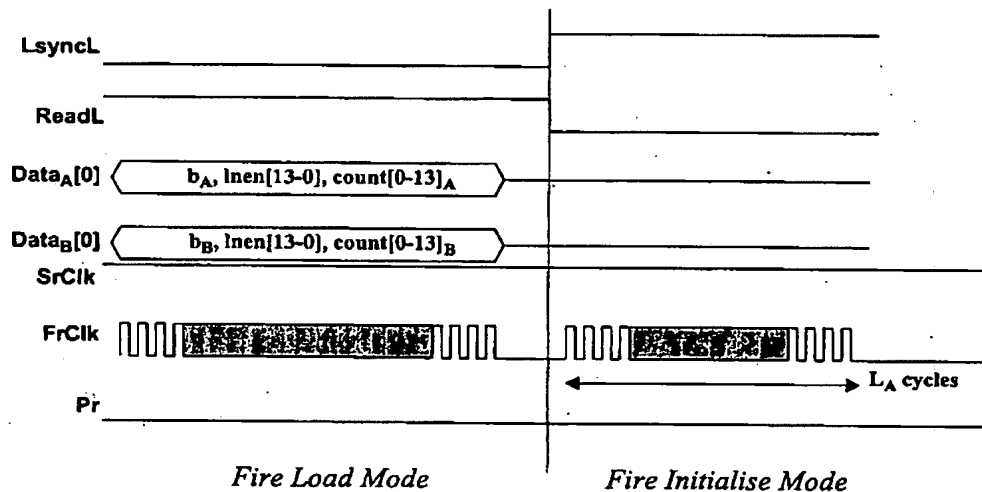 LsyncL
ReadL
DataA[0] bA, lnen[13-0], count[0-13]A
DataB[0] bB, lnen[13-0], count[0-13]B
SrClk
FrClk
LA cycles
Pr
Fire Load Mode Fire Initialise Mode